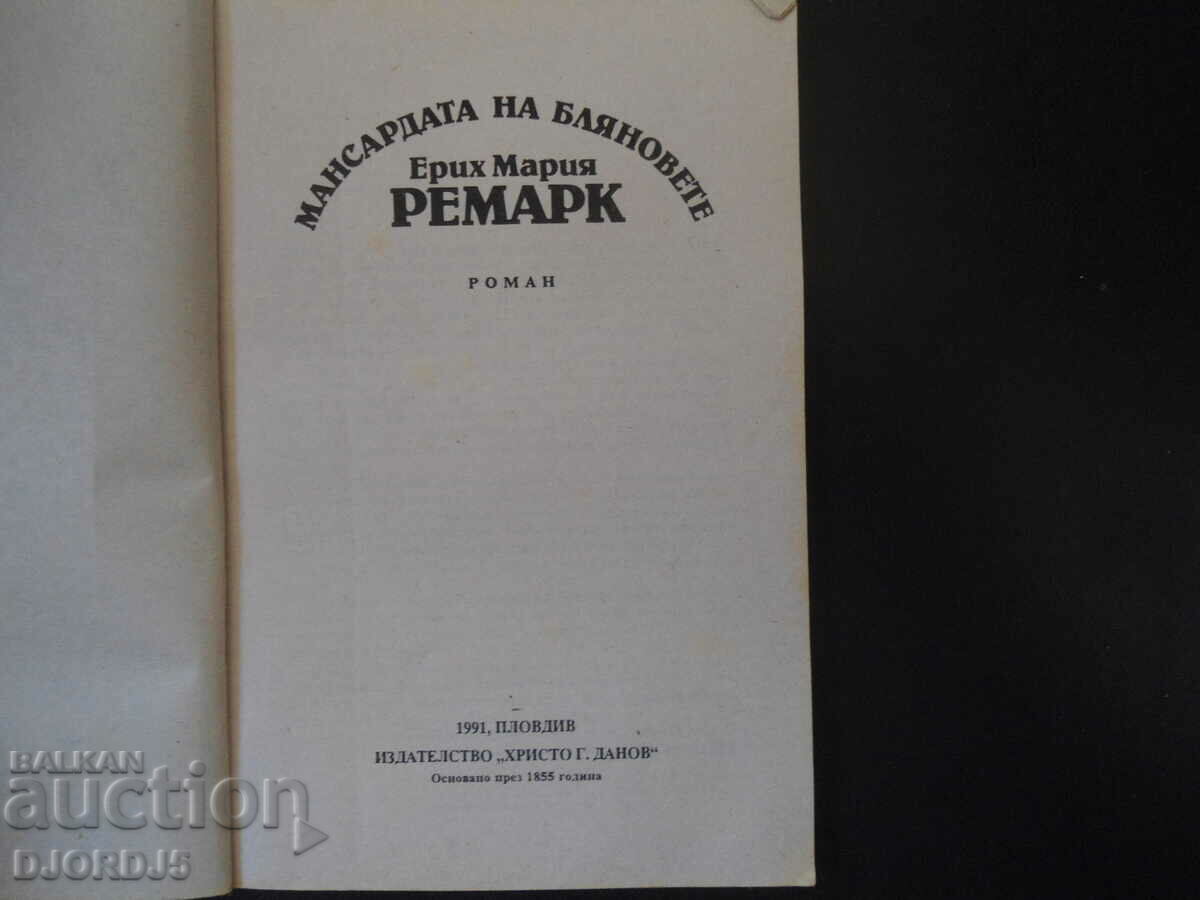 МАНСАРДАТА НА БЛЯНОВЕТЕ
Ерих Мария
РЕМАРК
РОМАН
1991, ПЛОВДИВ
ИЗДАТЕЛСТВО „ХРИСТО Г. ДАНОВ“
Основано през 1855 година
BALKAN
auction
DJORDJ5